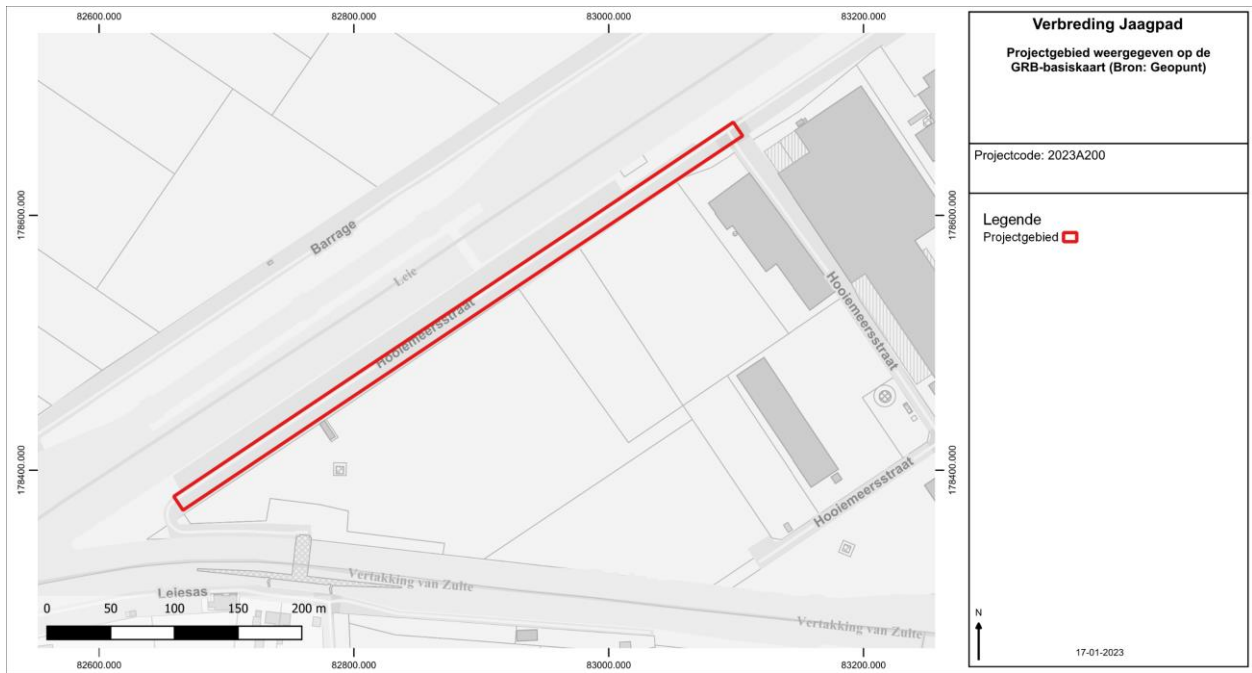 82600.000
82800.000
83000.000
83200.000
178600.000
178600.000
178400.000
178400.000
Barrage
Leie
Hooiemeersstraat
Hooiemeersstraat
Hooiemeersstraat
Vertakking van Zulte
Vertakking van Zulte
Leiesas
0 50 100 150 200 m
82600.000
82800.000
83000.000
83200.000
Verbreding Jaagpad
Projectgebied weergegeven op de
GRB-basiskaart (Bron: Geopunt)
Projectcode: 2023A200
Legende
Projectgebied
N
17-01-2023